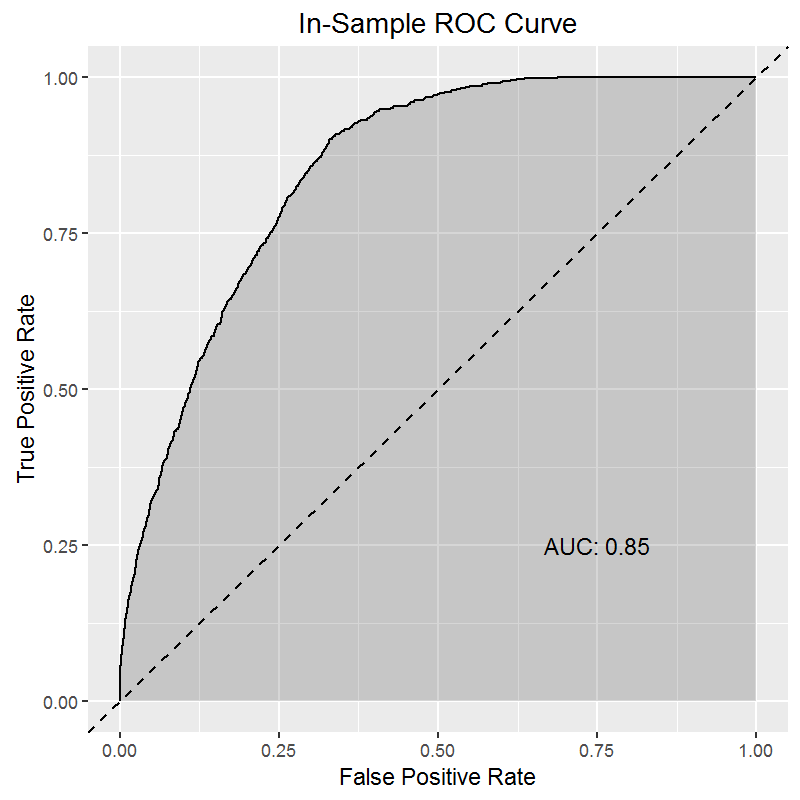 In-Sample ROC Curve
True Positive Rate
1.00
0.75
0.50
0.25
0.00
AUC: 0.85
0.00 0.25 0.50 0.75 1.00
False Positive Rate